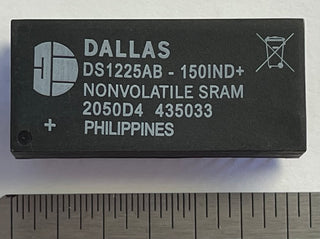 DALLAS
DS1225AB - 150IND+
NONVOLATILE SRAM
2050D4 435033
+ PHILIPPINES